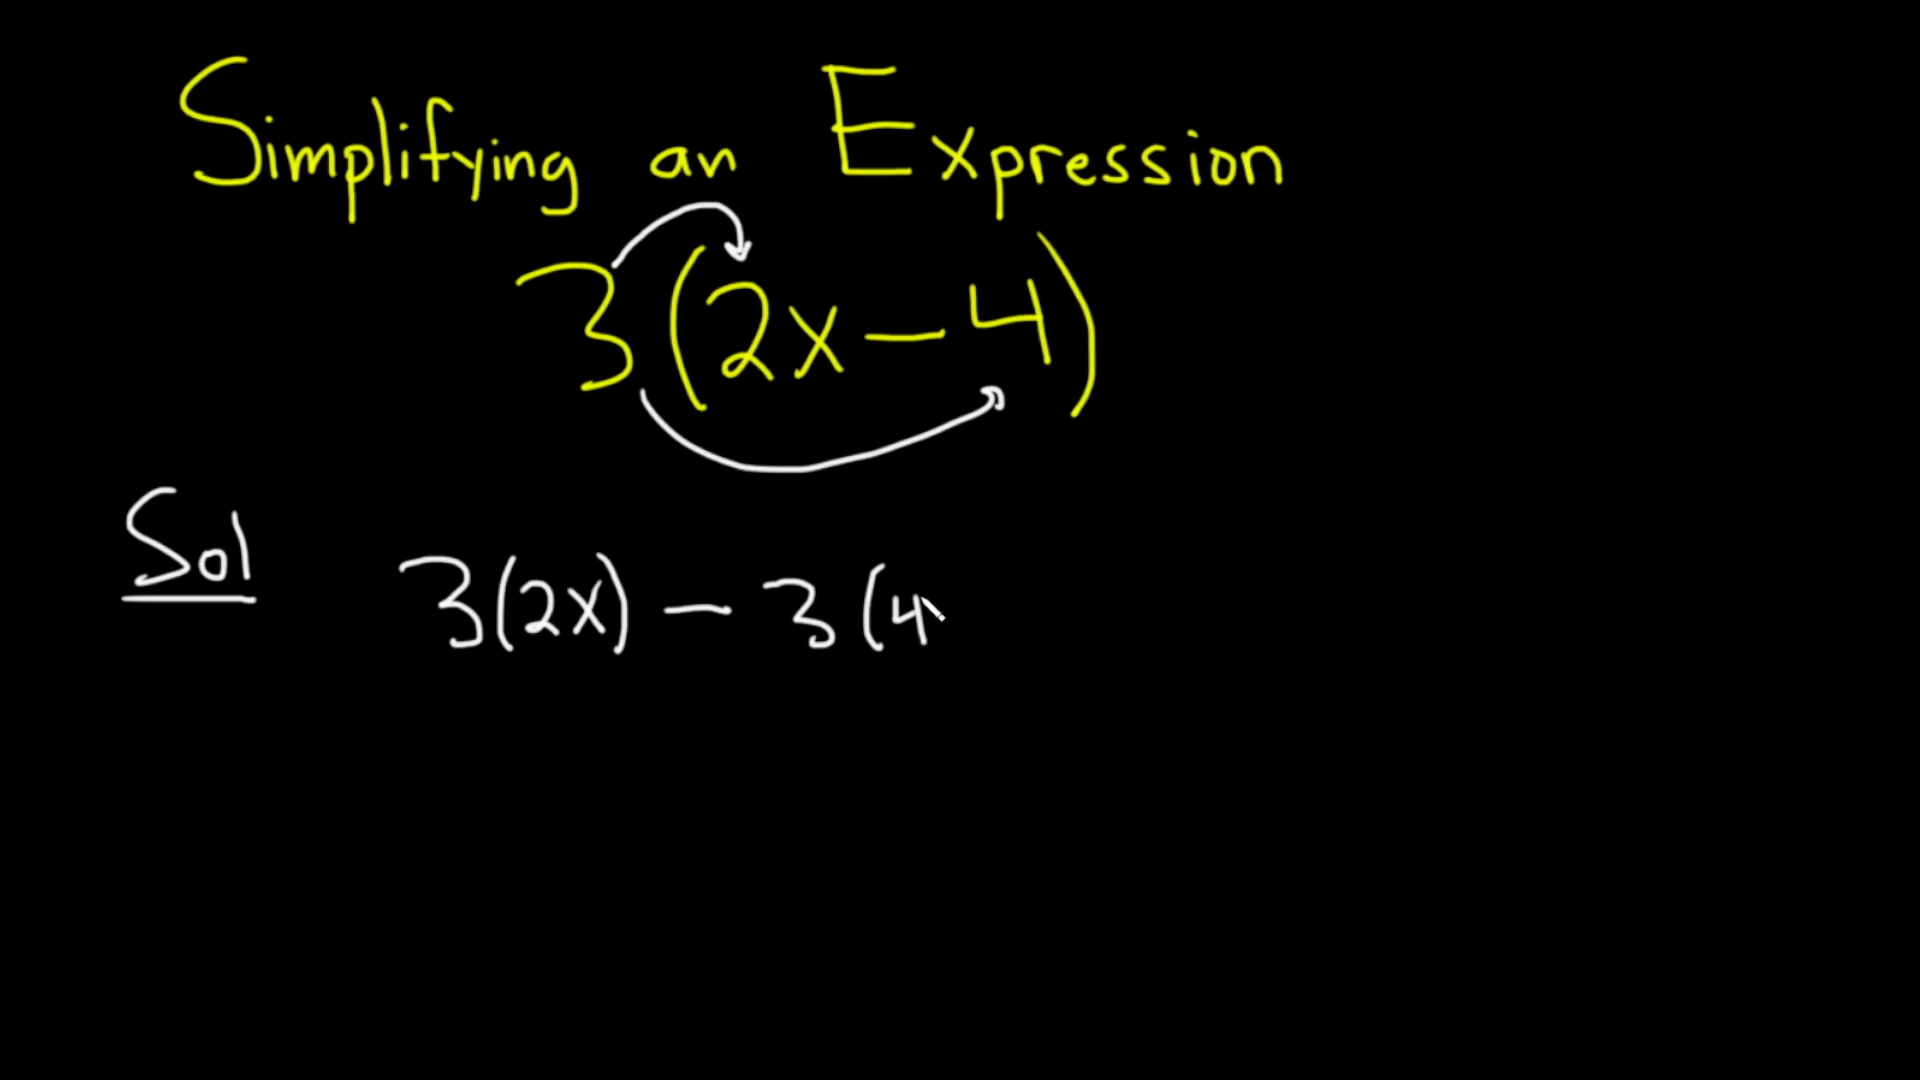 Simplifying an Expression
3(2x-4)
Sol 3(2x) - 3(4